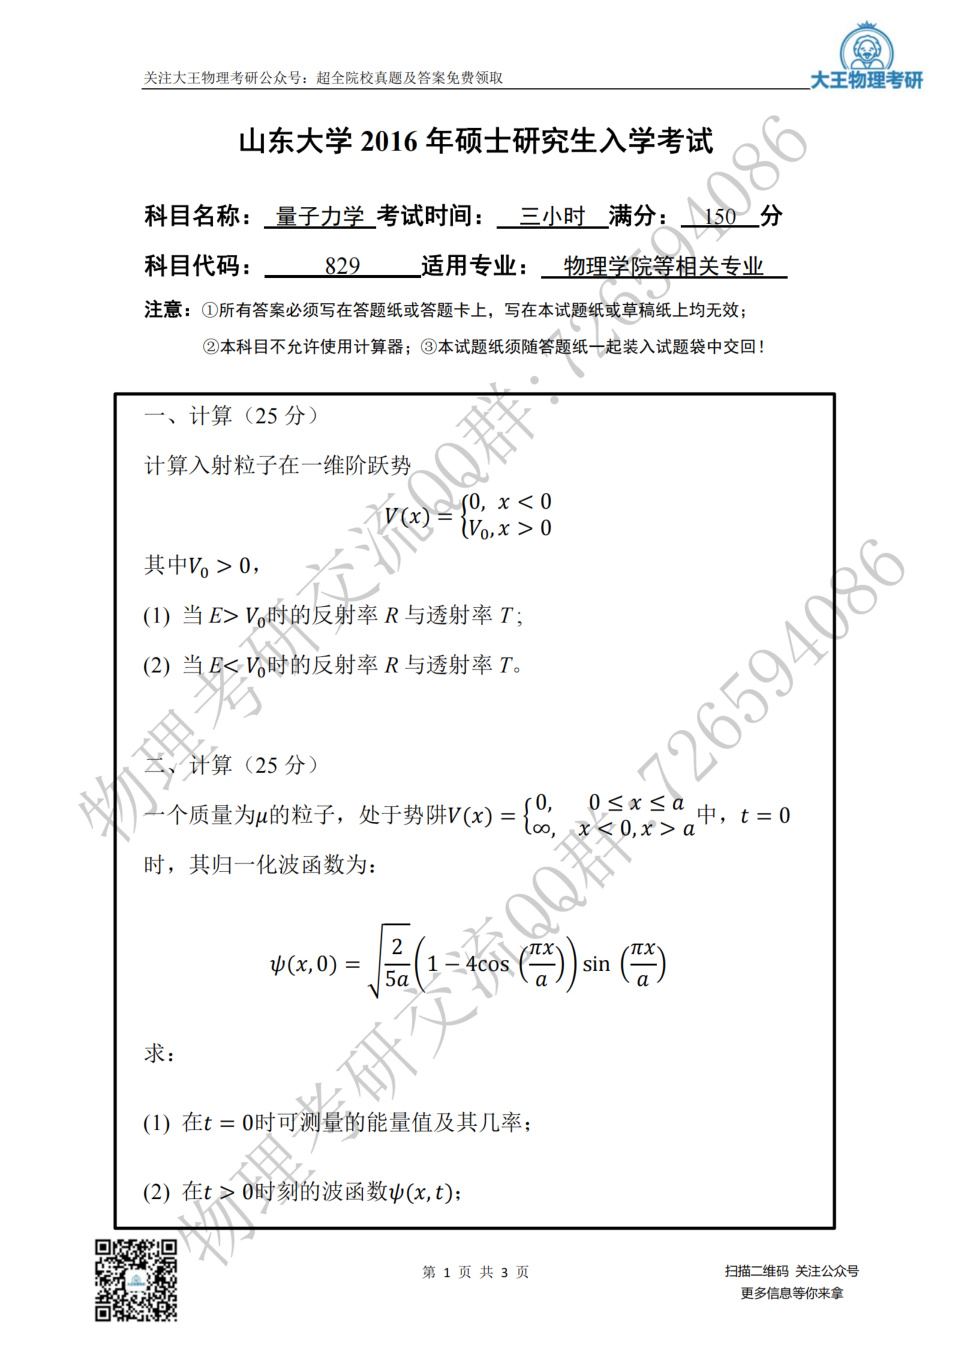 关注大王物理考研公众号：超全院校真题及答案免费领取
大王物理考研
山东大学 2016 年硕士研究生入学考试
科目名称： 量子力学 考试时间： 三小时 满分： 150 分
科目代码： 829 适用专业： 物理学院等相关专业
注意：①所有答案必须写在答题纸或答题卡上，写在本试题纸或草稿纸上均无效；
②本科目不允许使用计算器；③本试题纸须随答题纸一起装入试题袋中交回！
一、计算（25 分）
计算入射粒子在一维阶跃势
V(x) = {0, x < 0
V₀, x > 0
其中V₀ > 0，
(1) 当 E> V₀时的反射率 R 与透射率 T；
(2) 当 E< V₀时的反射率 R 与透射率 T。
二、计算（25 分）
一个质量为μ的粒子，处于势阱V(x) = {0, 0 ≤ x ≤ a
∞, x < 0, x > a 中，t = 0
时，其归一化波函数为：
ψ(x, 0) = √(2/5a) (1 − 4cos (πx/a)) sin (πx/a)
求：
(1) 在t = 0时可测量的能量值及其几率；
(2) 在t > 0时刻的波函数ψ(x, t)；
物理考研交流QQ群：726594086
物理考研交流QQ群：726594086
大王物理考研
第 1 页 共 3 页
扫描二维码 关注公众号
更多信息等你来拿